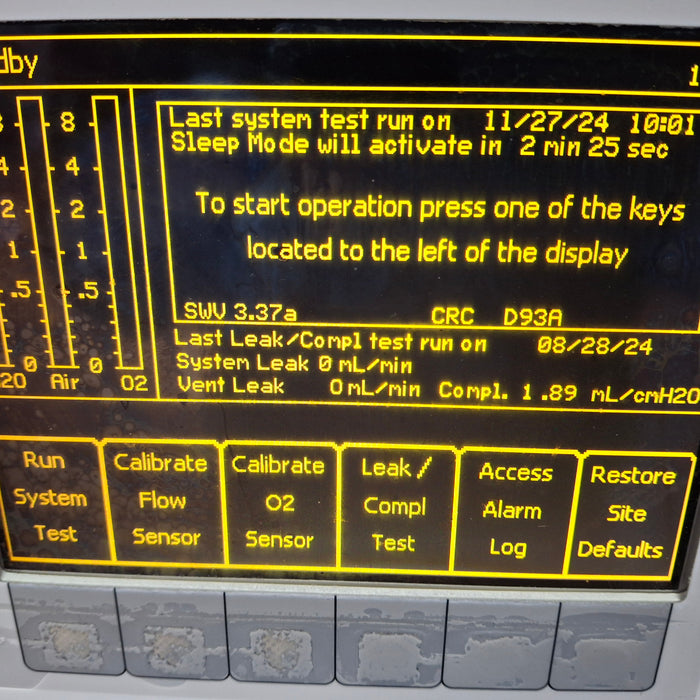 dby
1
Last system test run on 11/27/24 10:01
Sleep Mode will activate in 2 min 25 sec
To start operation press one of the keys
located to the left of the display
SWV 3.37a CRC D93A
Last Leak/Compl test run on 08/28/24
System Leak 0 mL/min
Vent Leak 0 mL/min Compl. 1.89 mL/cmH2O
8 8
4 4
2 2
1 1
.5 .5
0 0
2O Air O2
Run
System
Test
Calibrate
Flow
Sensor
Calibrate
O2
Sensor
Leak /
Compl
Test
Access
Alarm
Log
Restore
Site
Defaults